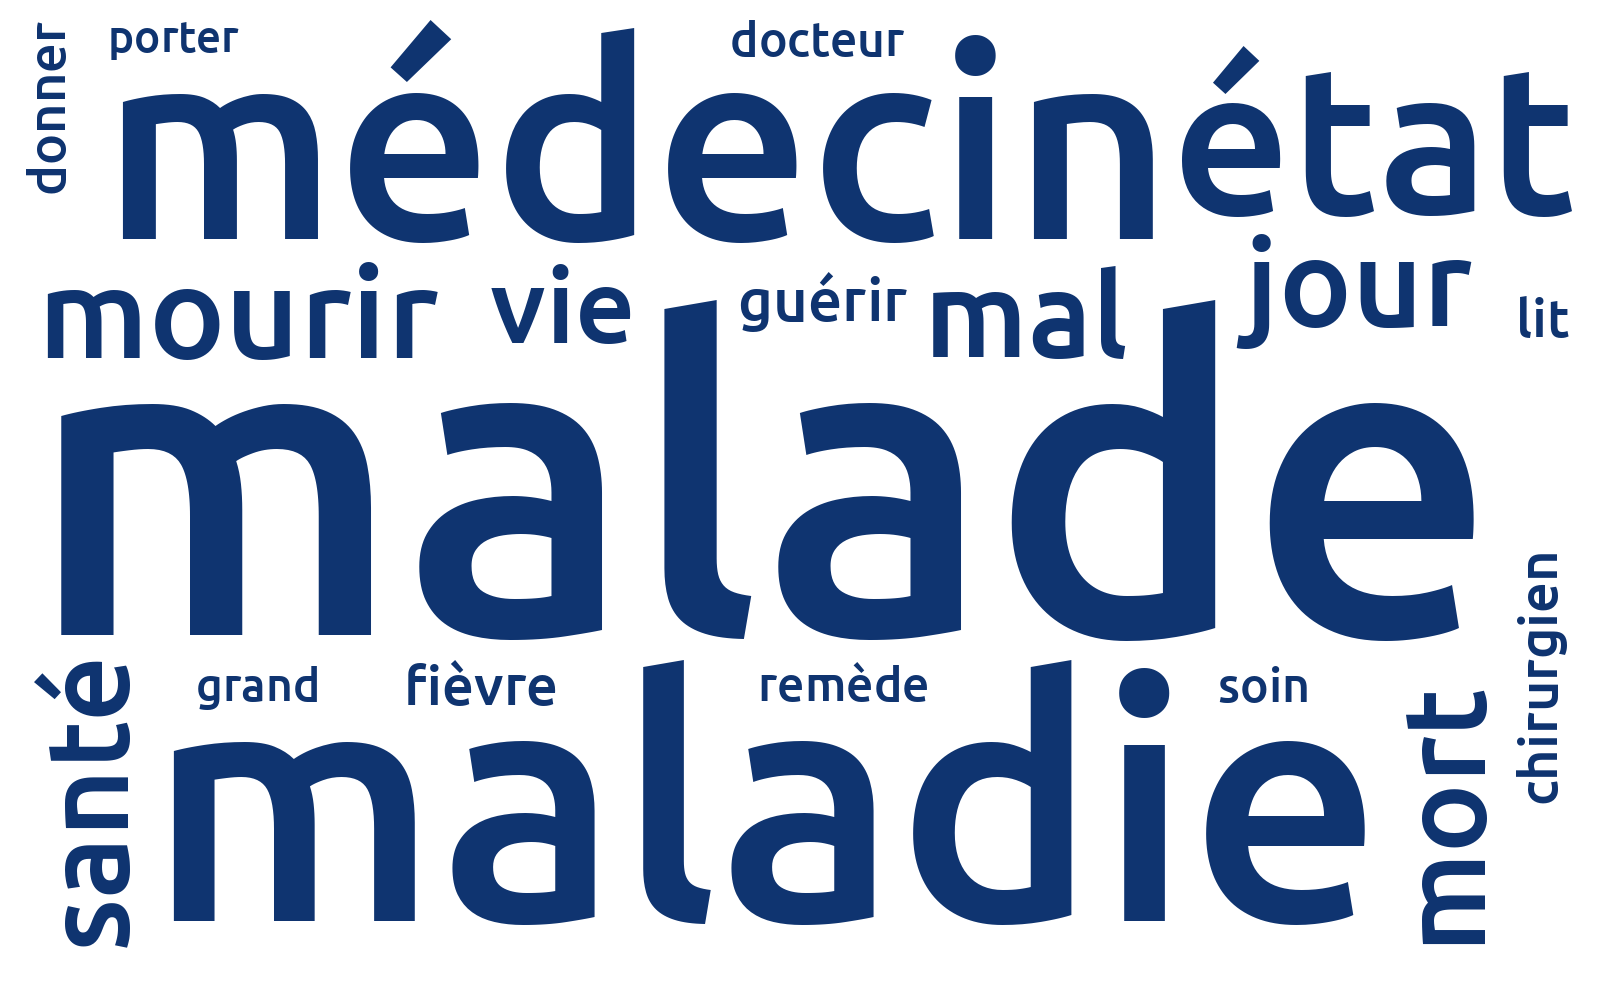 donner
porter
docteur
médecin
état
mourir
vie
guérir
mal
jour
lit
malade
chirurgien
santé
grand
fièvre
remède
soin
mort
maladie